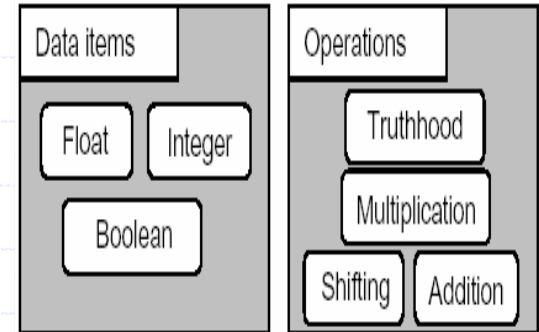 Data items
Float Integer
Boolean
Operations
Truthhood
Multiplication
Shifting Addition